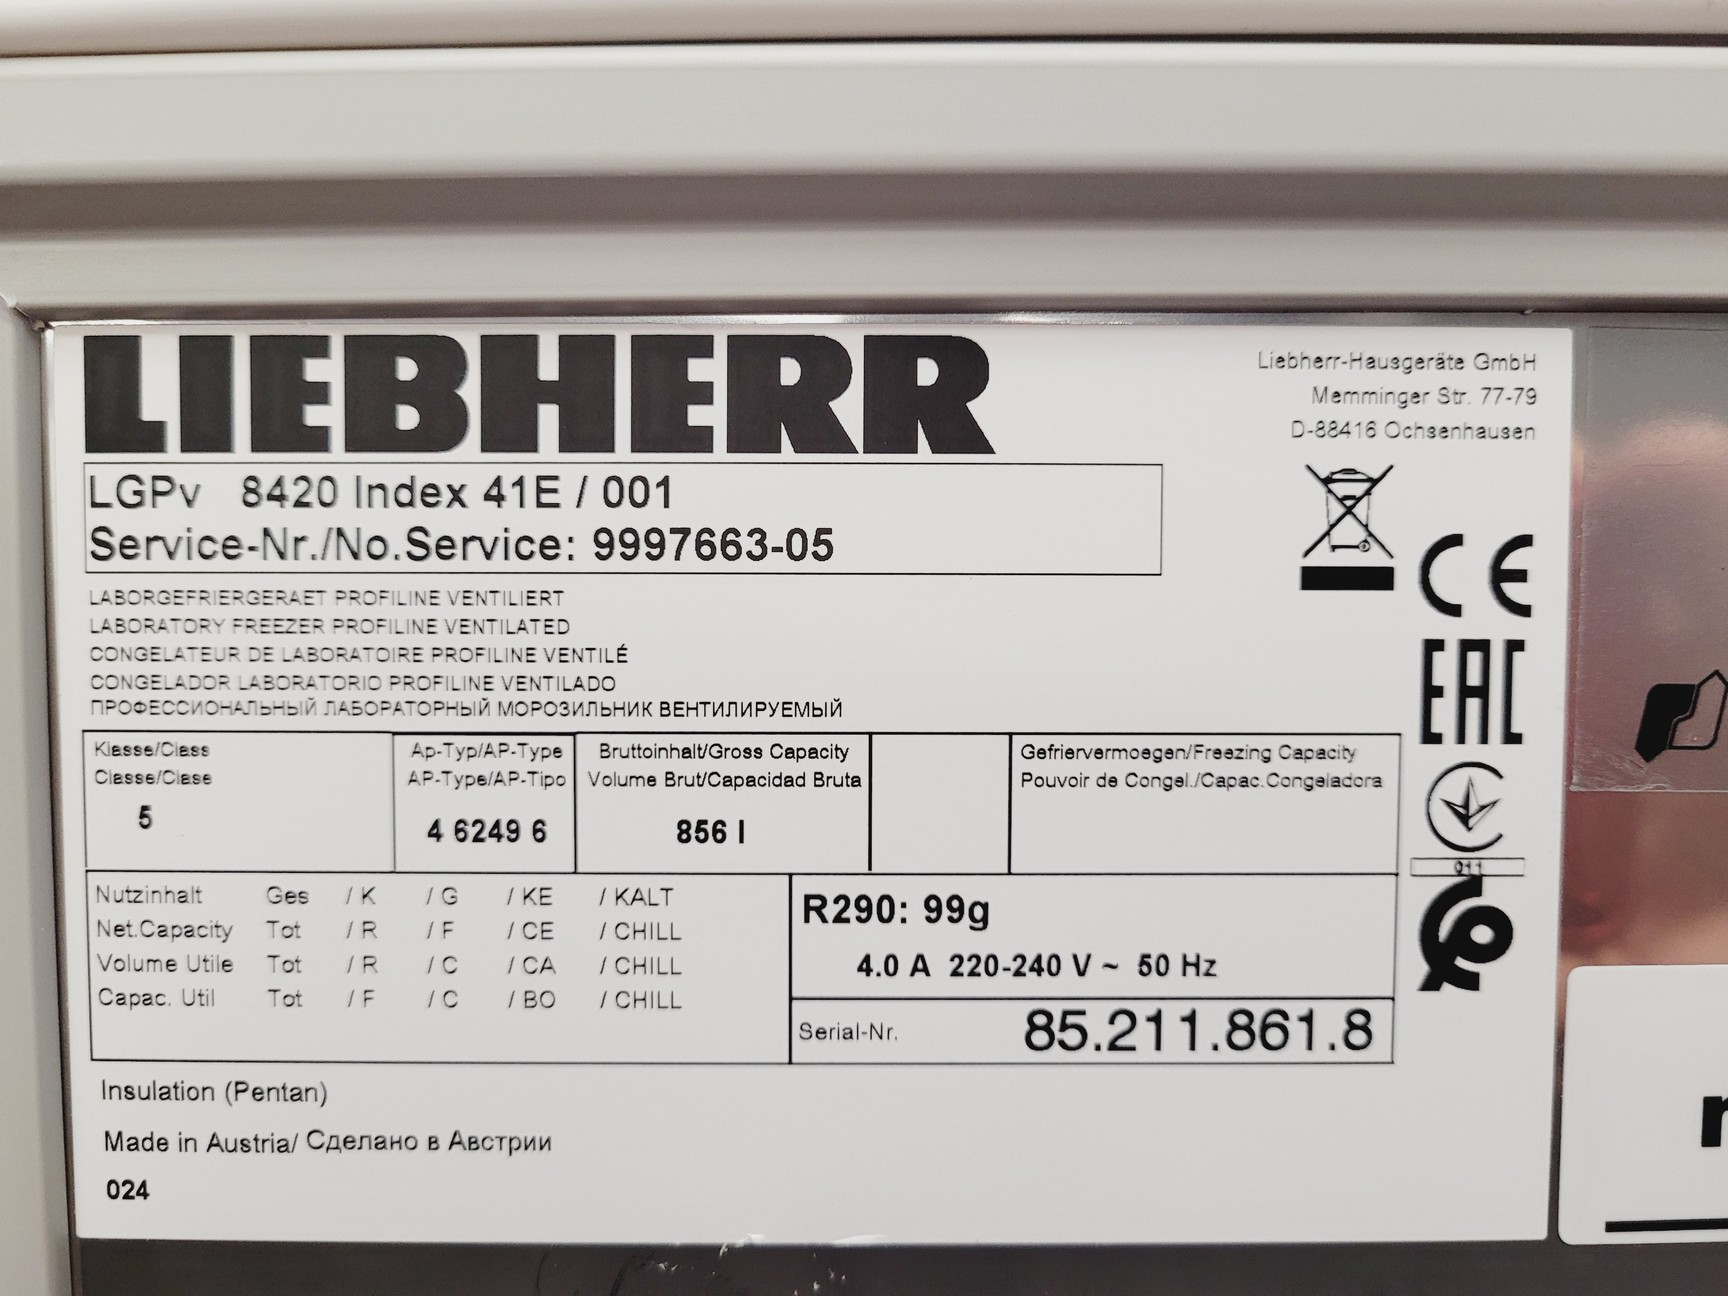 LIEBHERR
Liebherr-Hausgeräte GmbH
Memminger Str. 77-79
D-88416 Ochsenhausen
LGPv 8420 Index 41E / 001
Service-Nr./No.Service: 9997663-05
LABORGEFRIERGERAET PROFILINE VENTILIERT
LABORATORY FREEZER PROFILINE VENTILATED
CONGELATEUR DE LABORATOIRE PROFILINE VENTILÉ
CONGELADOR LABORATORIO PROFILINE VENTILADO
ПРОФЕССИОНАЛЬНЫЙ ЛАБОРАТОРНЫЙ МОРОЗИЛЬНИК ВЕНТИЛИРУЕМЫЙ
CE
EAC
011
Klasse/Class
Classe/Clase
5
Ap-Typ/AP-Type
AP-Type/AP-Tipo
4 6249 6
Bruttoinhalt/Gross Capacity
Volume Brut/Capacidad Bruta
856 l
Gefriervermoegen/Freezing Capacity
Pouvoir de Congel./Capac.Congeladora
Nutzinhalt Ges / K / G / KE / KALT
Net.Capacity Tot / R / F / CE / CHILL
Volume Utile Tot / R / C / CA / CHILL
Capac. Util Tot / F / C / BO / CHILL
R290: 99g
4.0 A 220-240 V ~ 50 Hz
Serial-Nr. 85.211.861.8
Insulation (Pentan)
Made in Austria/ Сделано в Австрии
024